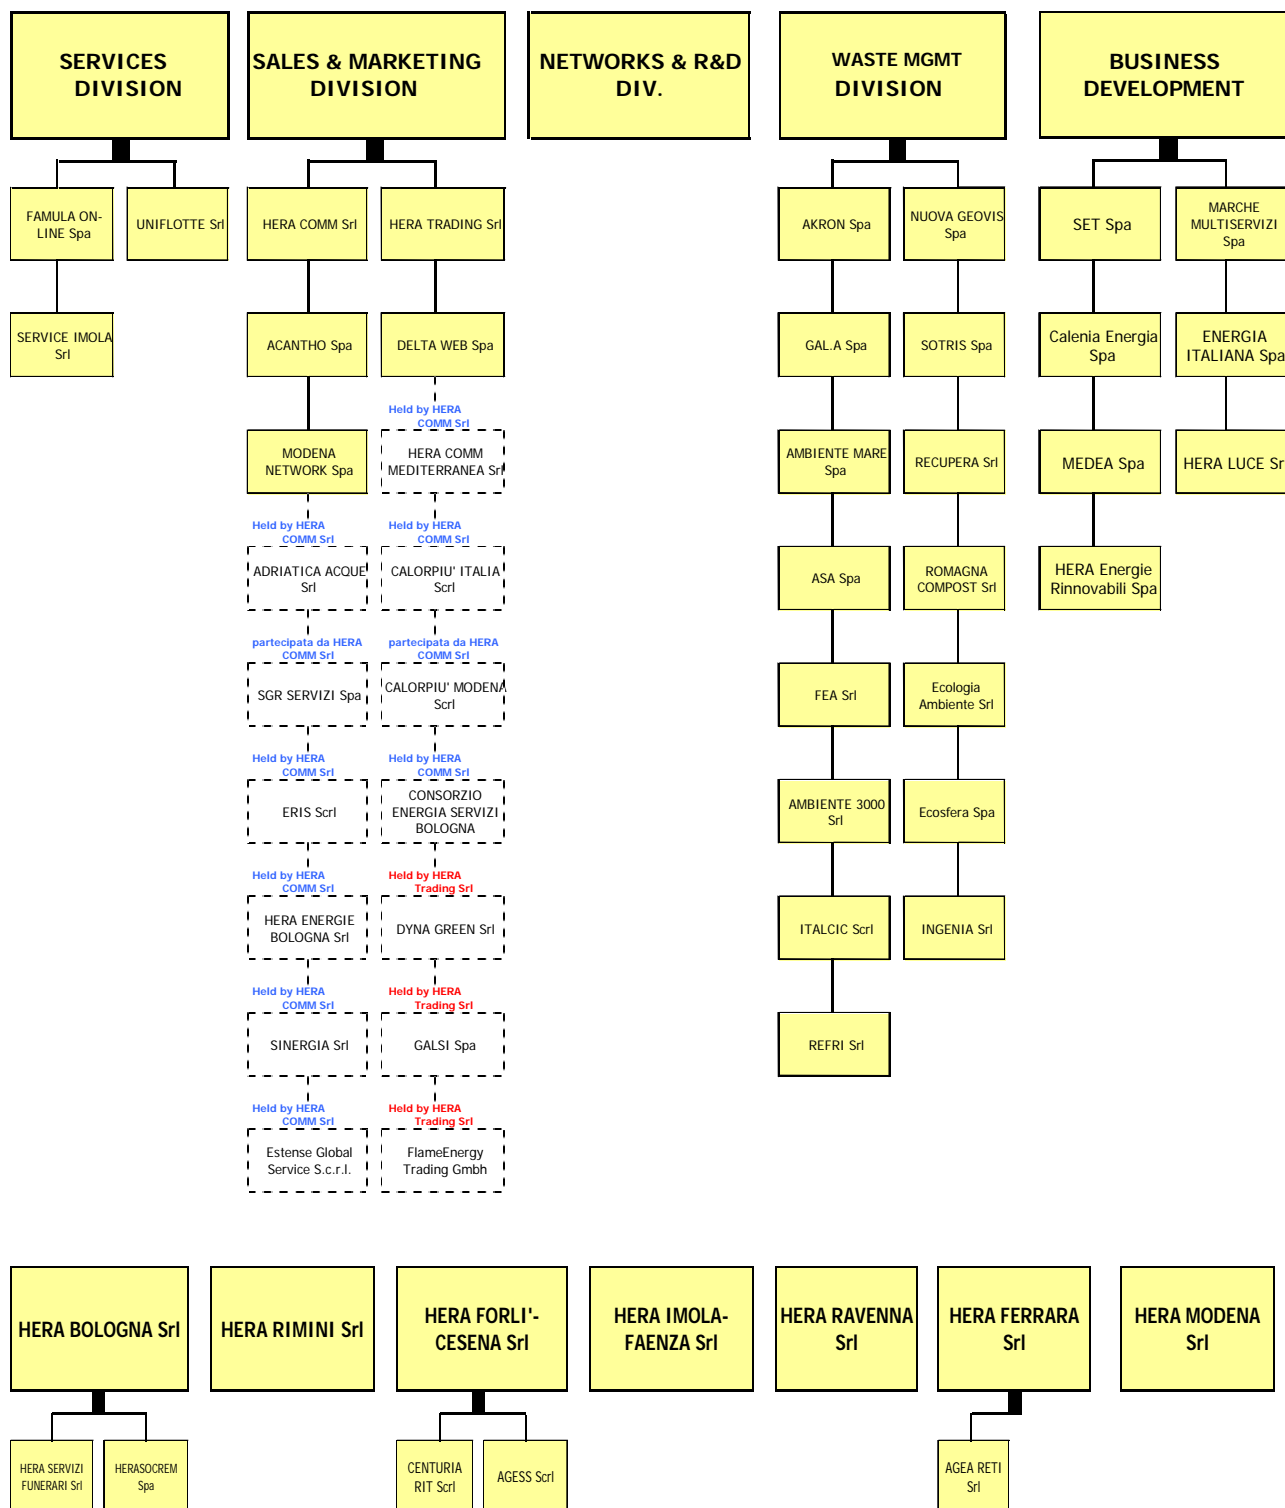 SERVICES
DIVISION
SALES & MARKETING
DIVISION
NETWORKS & R&D
DIV.
WASTE MGMT
DIVISION
BUSINESS
DEVELOPMENT
FAMULA ON-
LINE Spa
UNIFLOTTE Srl
HERA COMM Srl
HERA TRADING Srl
AKRON Spa
NUOVA GEOVIS
Spa
SET Spa
MARCHE
MULTISERVIZI
Spa
SERVICE IMOLA
Srl
ACANTHO Spa
DELTA WEB Spa
GAL.A Spa
SOTRIS Spa
Calenia Energia
Spa
ENERGIA
ITALIANA Spa
Held by HERA
COMM Srl
MODENA
NETWORK Spa
HERA COMM
MEDITERRANEA Srl
AMBIENTE MARE
Spa
RECUPERA Srl
MEDEA Spa
HERA LUCE Sr
Held by HERA
COMM Srl
Held by HERA
COMM Srl
ADRIATICA ACQUE
Srl
CALORPIU' ITALIA
Scrl
ASA Spa
ROMAGNA
COMPOST Srl
HERA Energie
Rinnovabili Spa
partecipata da HERA
COMM Srl
partecipata da HERA
COMM Srl
SGR SERVIZI Spa
CALORPIU' MODENA
Scrl
FEA Srl
Ecologia
Ambiente Srl
Held by HERA
COMM Srl
Held by HERA
COMM Srl
ERIS Scrl
CONSORZIO
ENERGIA SERVIZI
BOLOGNA
AMBIENTE 3000
Srl
Ecosfera Spa
Held by HERA
COMM Srl
Held by HERA
Trading Srl
HERA ENERGIE
BOLOGNA Srl
DYNA GREEN Srl
ITALCIC Scrl
INGENIA Srl
Held by HERA
COMM Srl
Held by HERA
Trading Srl
SINERGIA Srl
GALSI Spa
REFRI Srl
Held by HERA
COMM Srl
Held by HERA
Trading Srl
Estense Global
Service S.c.r.l.
FlameEnergy
Trading Gmbh
HERA BOLOGNA Srl
HERA RIMINI Srl
HERA FORLI'-
CESENA Srl
HERA IMOLA-
FAENZA Srl
HERA RAVENNA
Srl
HERA FERRARA
Srl
HERA MODENA
Srl
HERA SERVIZI
FUNERARI Srl
HERASOCREM
Spa
CENTURIA
RIT Scrl
AGESS Scrl
AGEA RETI
Srl